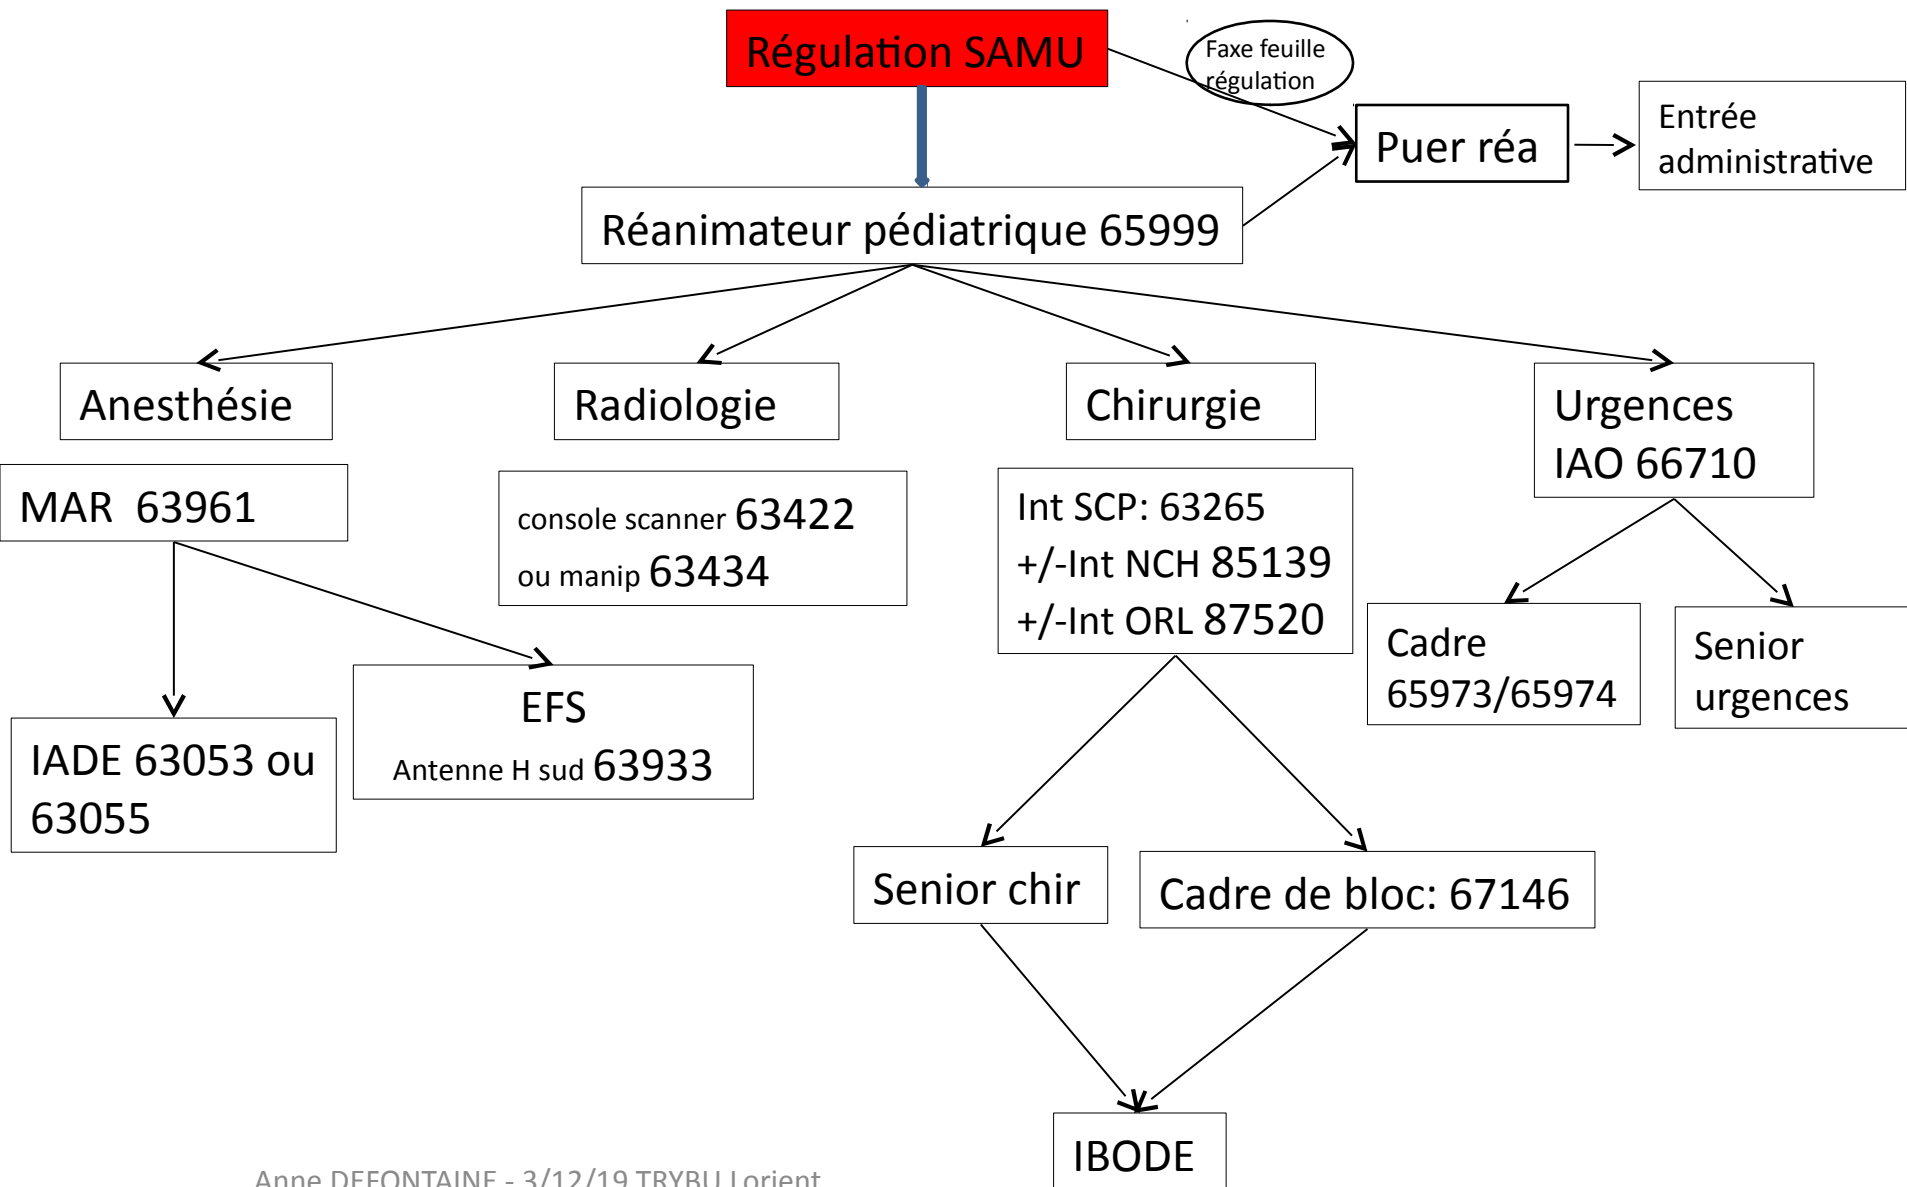 Régulation SAMU
Faxe feuille
régulation
Puer réa
Entrée
administrative
Réanimateur pédiatrique 65999
Anesthésie
Radiologie
Chirurgie
Urgences
IAO 66710
MAR 63961
console scanner 63422
ou manip 63434
Int SCP: 63265
+/-Int NCH 85139
+/-Int ORL 87520
Cadre
65973/65974
Senior
urgences
EFS
Antenne H sud 63933
IADE 63053 ou
63055
Senior chir
Cadre de bloc: 67146
IBODE
Anne DEFONTAINE - 3/12/19 TRYBU Lorient